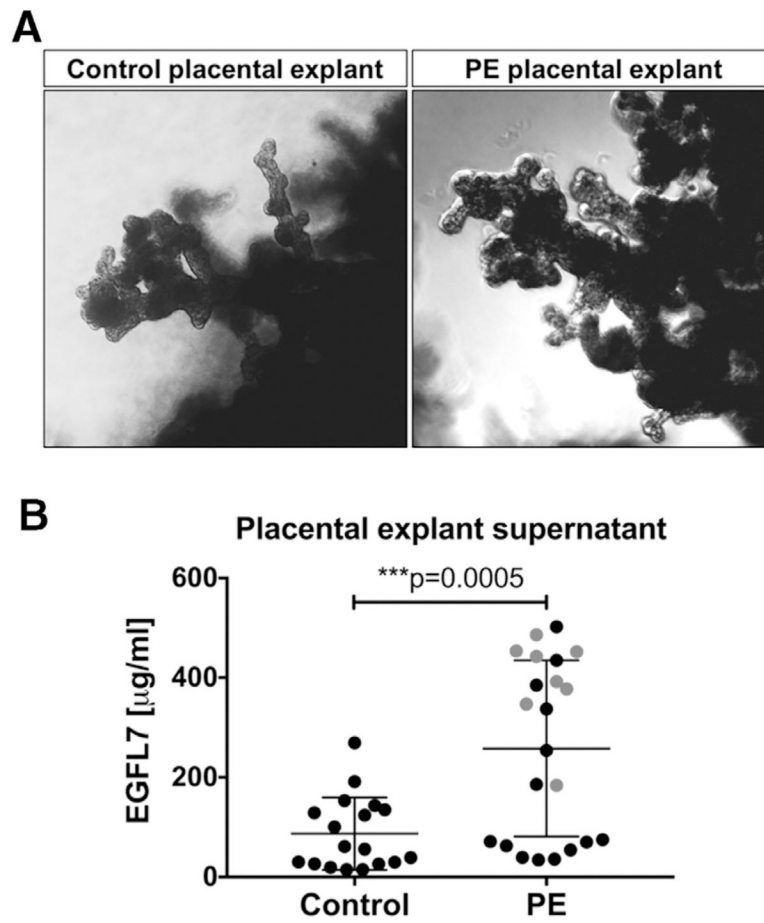 A
Control placental explant
PE placental explant
B
Placental explant supernatant
***p=0.0005
600
400
200
0
EGFL7 [μg/ml]
Control
PE